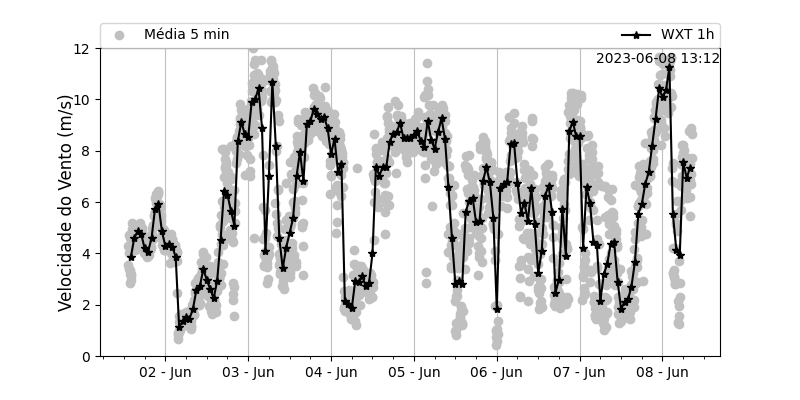 Média 5 min
WXT 1h
2023-06-08 13:12
Velocidade do Vento (m/s)
12
10
8
6
4
2
0
02 - Jun
03 - Jun
04 - Jun
05 - Jun
06 - Jun
07 - Jun
08 - Jun